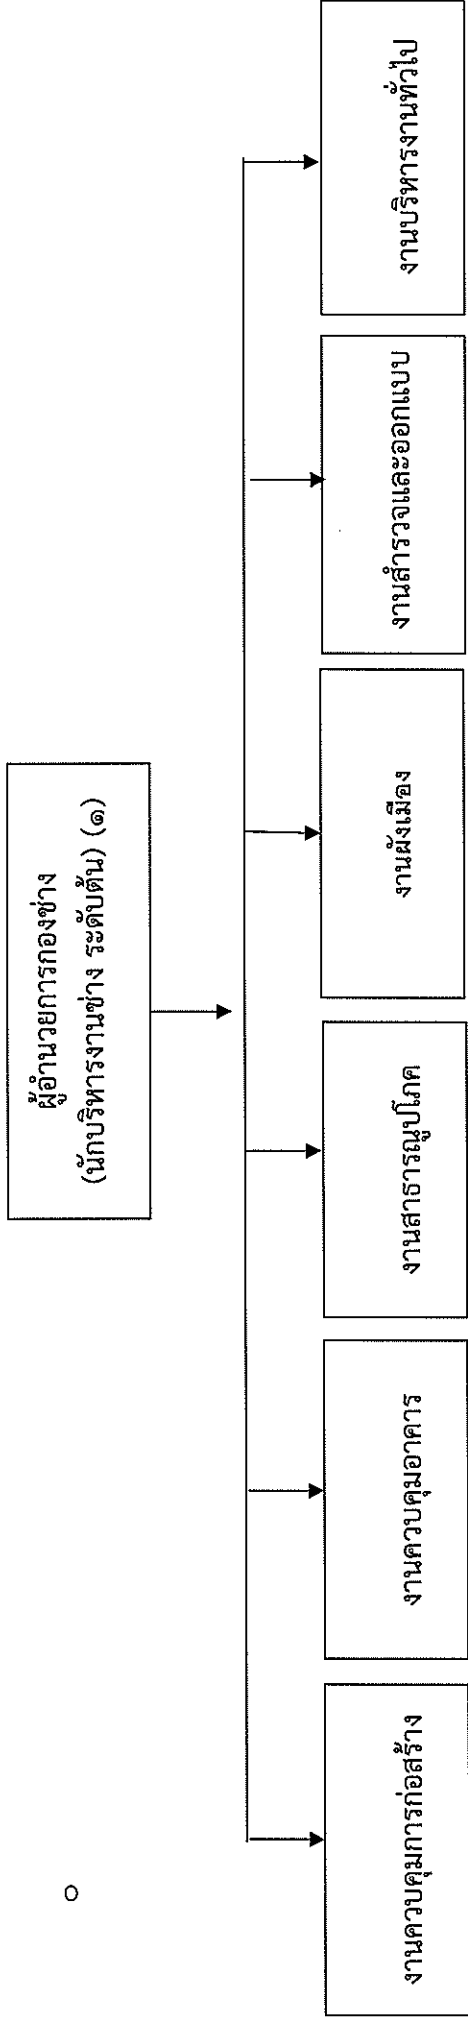 ผู้อำนวยการกองช่าง
(นักบริหารงานช่าง ระดับต้น) (๑)
งานควบคุมการก่อสร้าง
งานควบคุมอาคาร
งานสาธารณูปโภค
งานผังเมือง
งานสำรวจและออกแบบ
งานบริหารงานทั่วไป